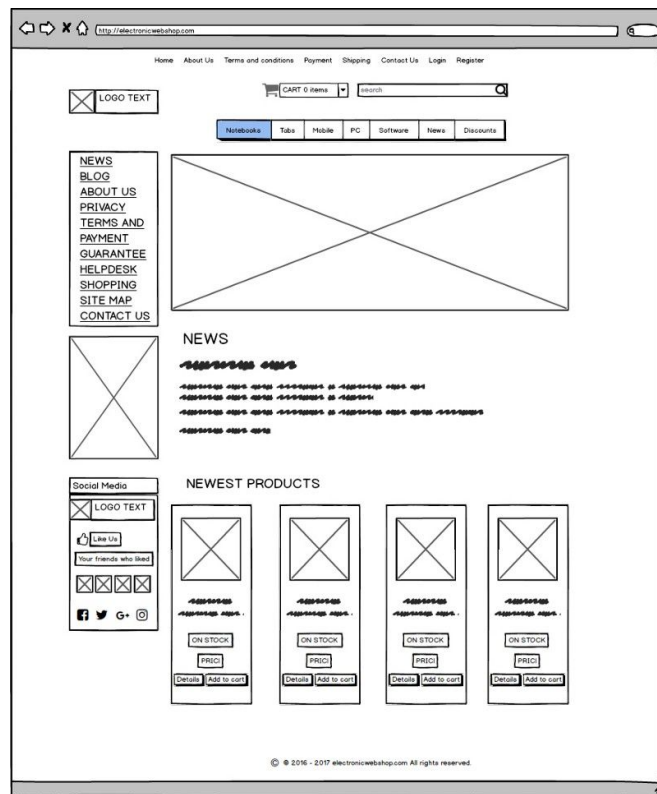 http://electronicwebshop.com
Home About Us Terms and conditions Payment Shipping Contact Us Login Register
LOGO TEXT
CART 0 items
search
Notebooks Tabs Mobile PC Software News Discounts
NEWS
BLOG
ABOUT US
PRIVACY
TERMS AND
PAYMENT
GUARANTEE
HELPDESK
SHOPPING
SITE MAP
CONTACT US
NEWS
Social Media
LOGO TEXT
Like Us
Your friends who liked
G+
NEWEST PRODUCTS
ON STOCK ON STOCK ON STOCK ON STOCK
PRICI PRICI PRICI PRICI
Details Add to cart Details Add to cart Details Add to cart Details Add to cart
© © 2016 - 2017 electronicwebshop.com All rights reserved.